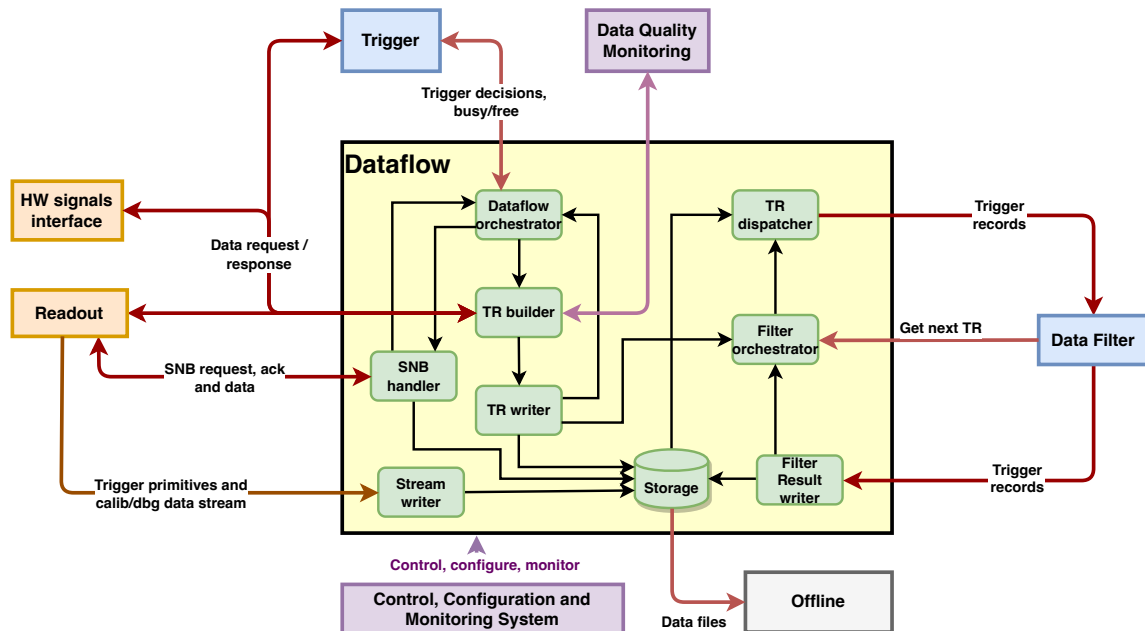 Trigger
Data Quality
Monitoring
Trigger decisions,
busy/free
Dataflow
HW signals
interface
Dataflow
orchestrator
TR
dispatcher
Trigger
records
Data request /
response
Readout
TR builder
Filter
orchestrator
Get next TR
Data Filter
SNB request, ack
and data
SNB
handler
TR writer
Trigger primitives and
calib/dbg data stream
Stream
writer
Storage
Filter
Result
writer
Trigger
records
Control, configure, monitor
Control, Configuration and
Monitoring System
Data files
Offline